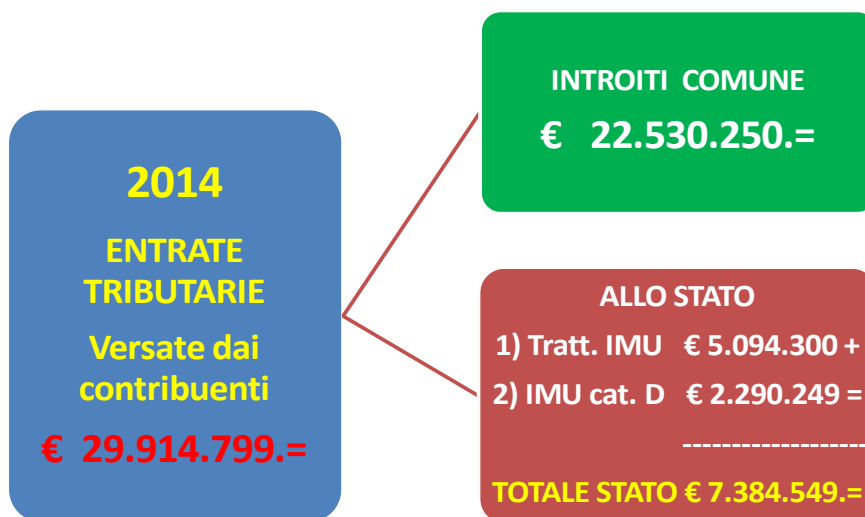 2014
ENTRATE
TRIBUTARIE
Versate dai
contribuenti
€ 29.914.799.=
INTROITI COMUNE
€ 22.530.250.=
ALLO STATO
1) Tratt. IMU € 5.094.300 +
2) IMU cat. D € 2.290.249 =
-------------------
TOTALE STATO € 7.384.549.=